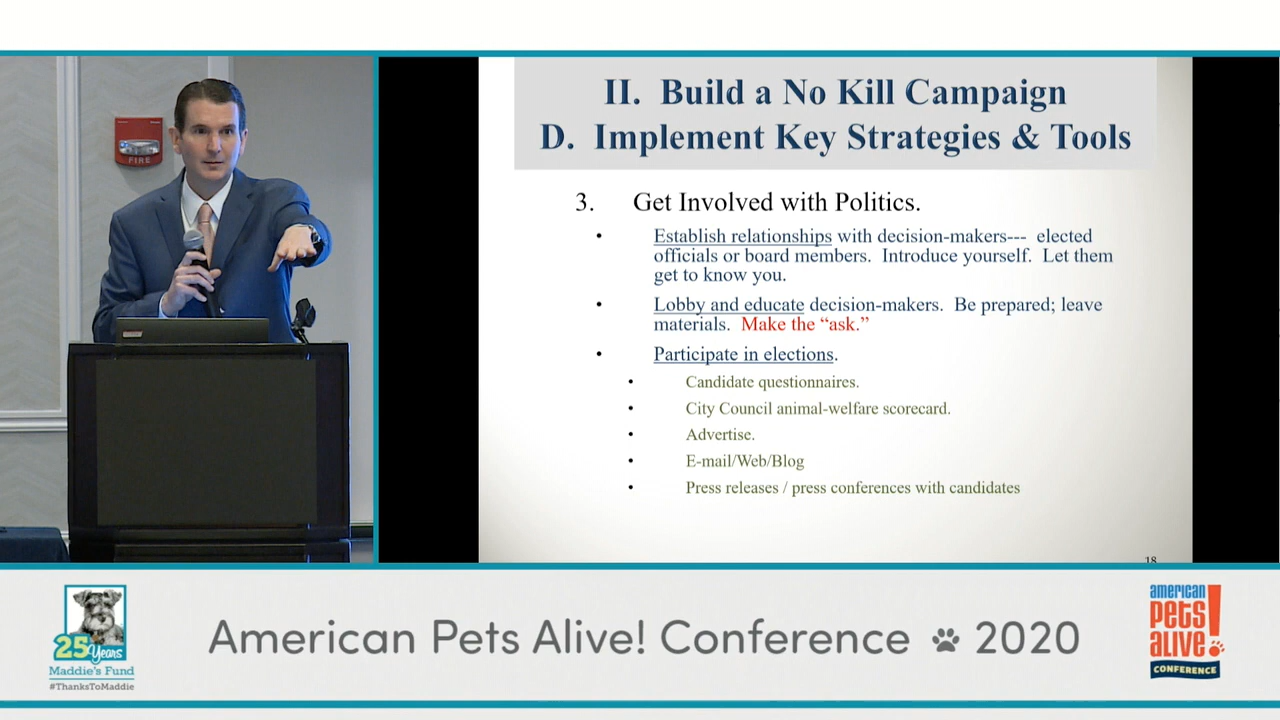 FIRE
II. Build a No Kill Campaign
D. Implement Key Strategies & Tools
3. Get Involved with Politics.
• Establish relationships with decision-makers--- elected
officials or board members. Introduce yourself. Let them
get to know you.
• Lobby and educate decision-makers. Be prepared; leave
materials. Make the “ask.”
• Participate in elections.
• Candidate questionnaires.
• City Council animal-welfare scorecard.
• Advertise.
• E-mail/Web/Blog
• Press releases / press conferences with candidates
18
25 Years
Maddie's Fund
#ThanksToMaddie
American Pets Alive! Conference 2020
american
PETS
ALIVE!
CONFERENCE